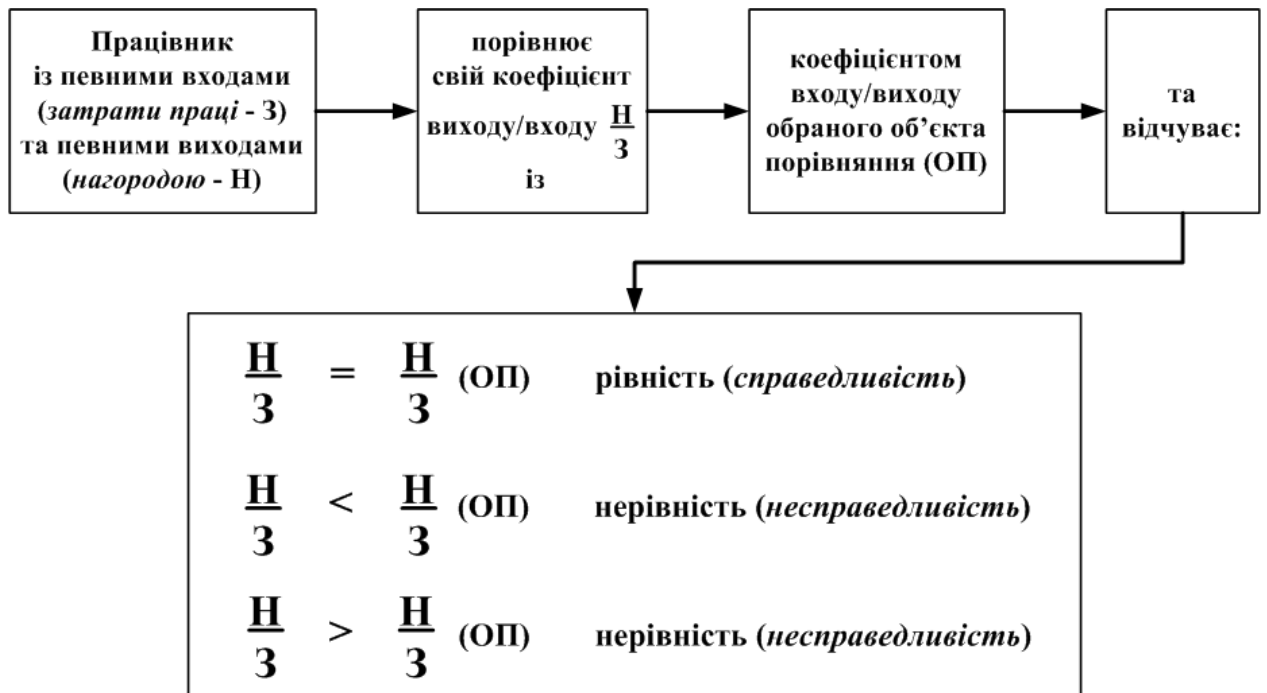 Працівник
із певними входами
(затрати праці - З)
та певними виходами
(нагородою - Н)
порівнює
свій коефіцієнт
виходу/входу Н/З
із
коефіцієнтом
входу/виходу
обраного об’єкта
порівняння (ОП)
та
відчуває:
Н/З = Н/З (ОП) рівність (справедливість)
Н/З < Н/З (ОП) нерівність (несправедливість)
Н/З > Н/З (ОП) нерівність (несправедливість)